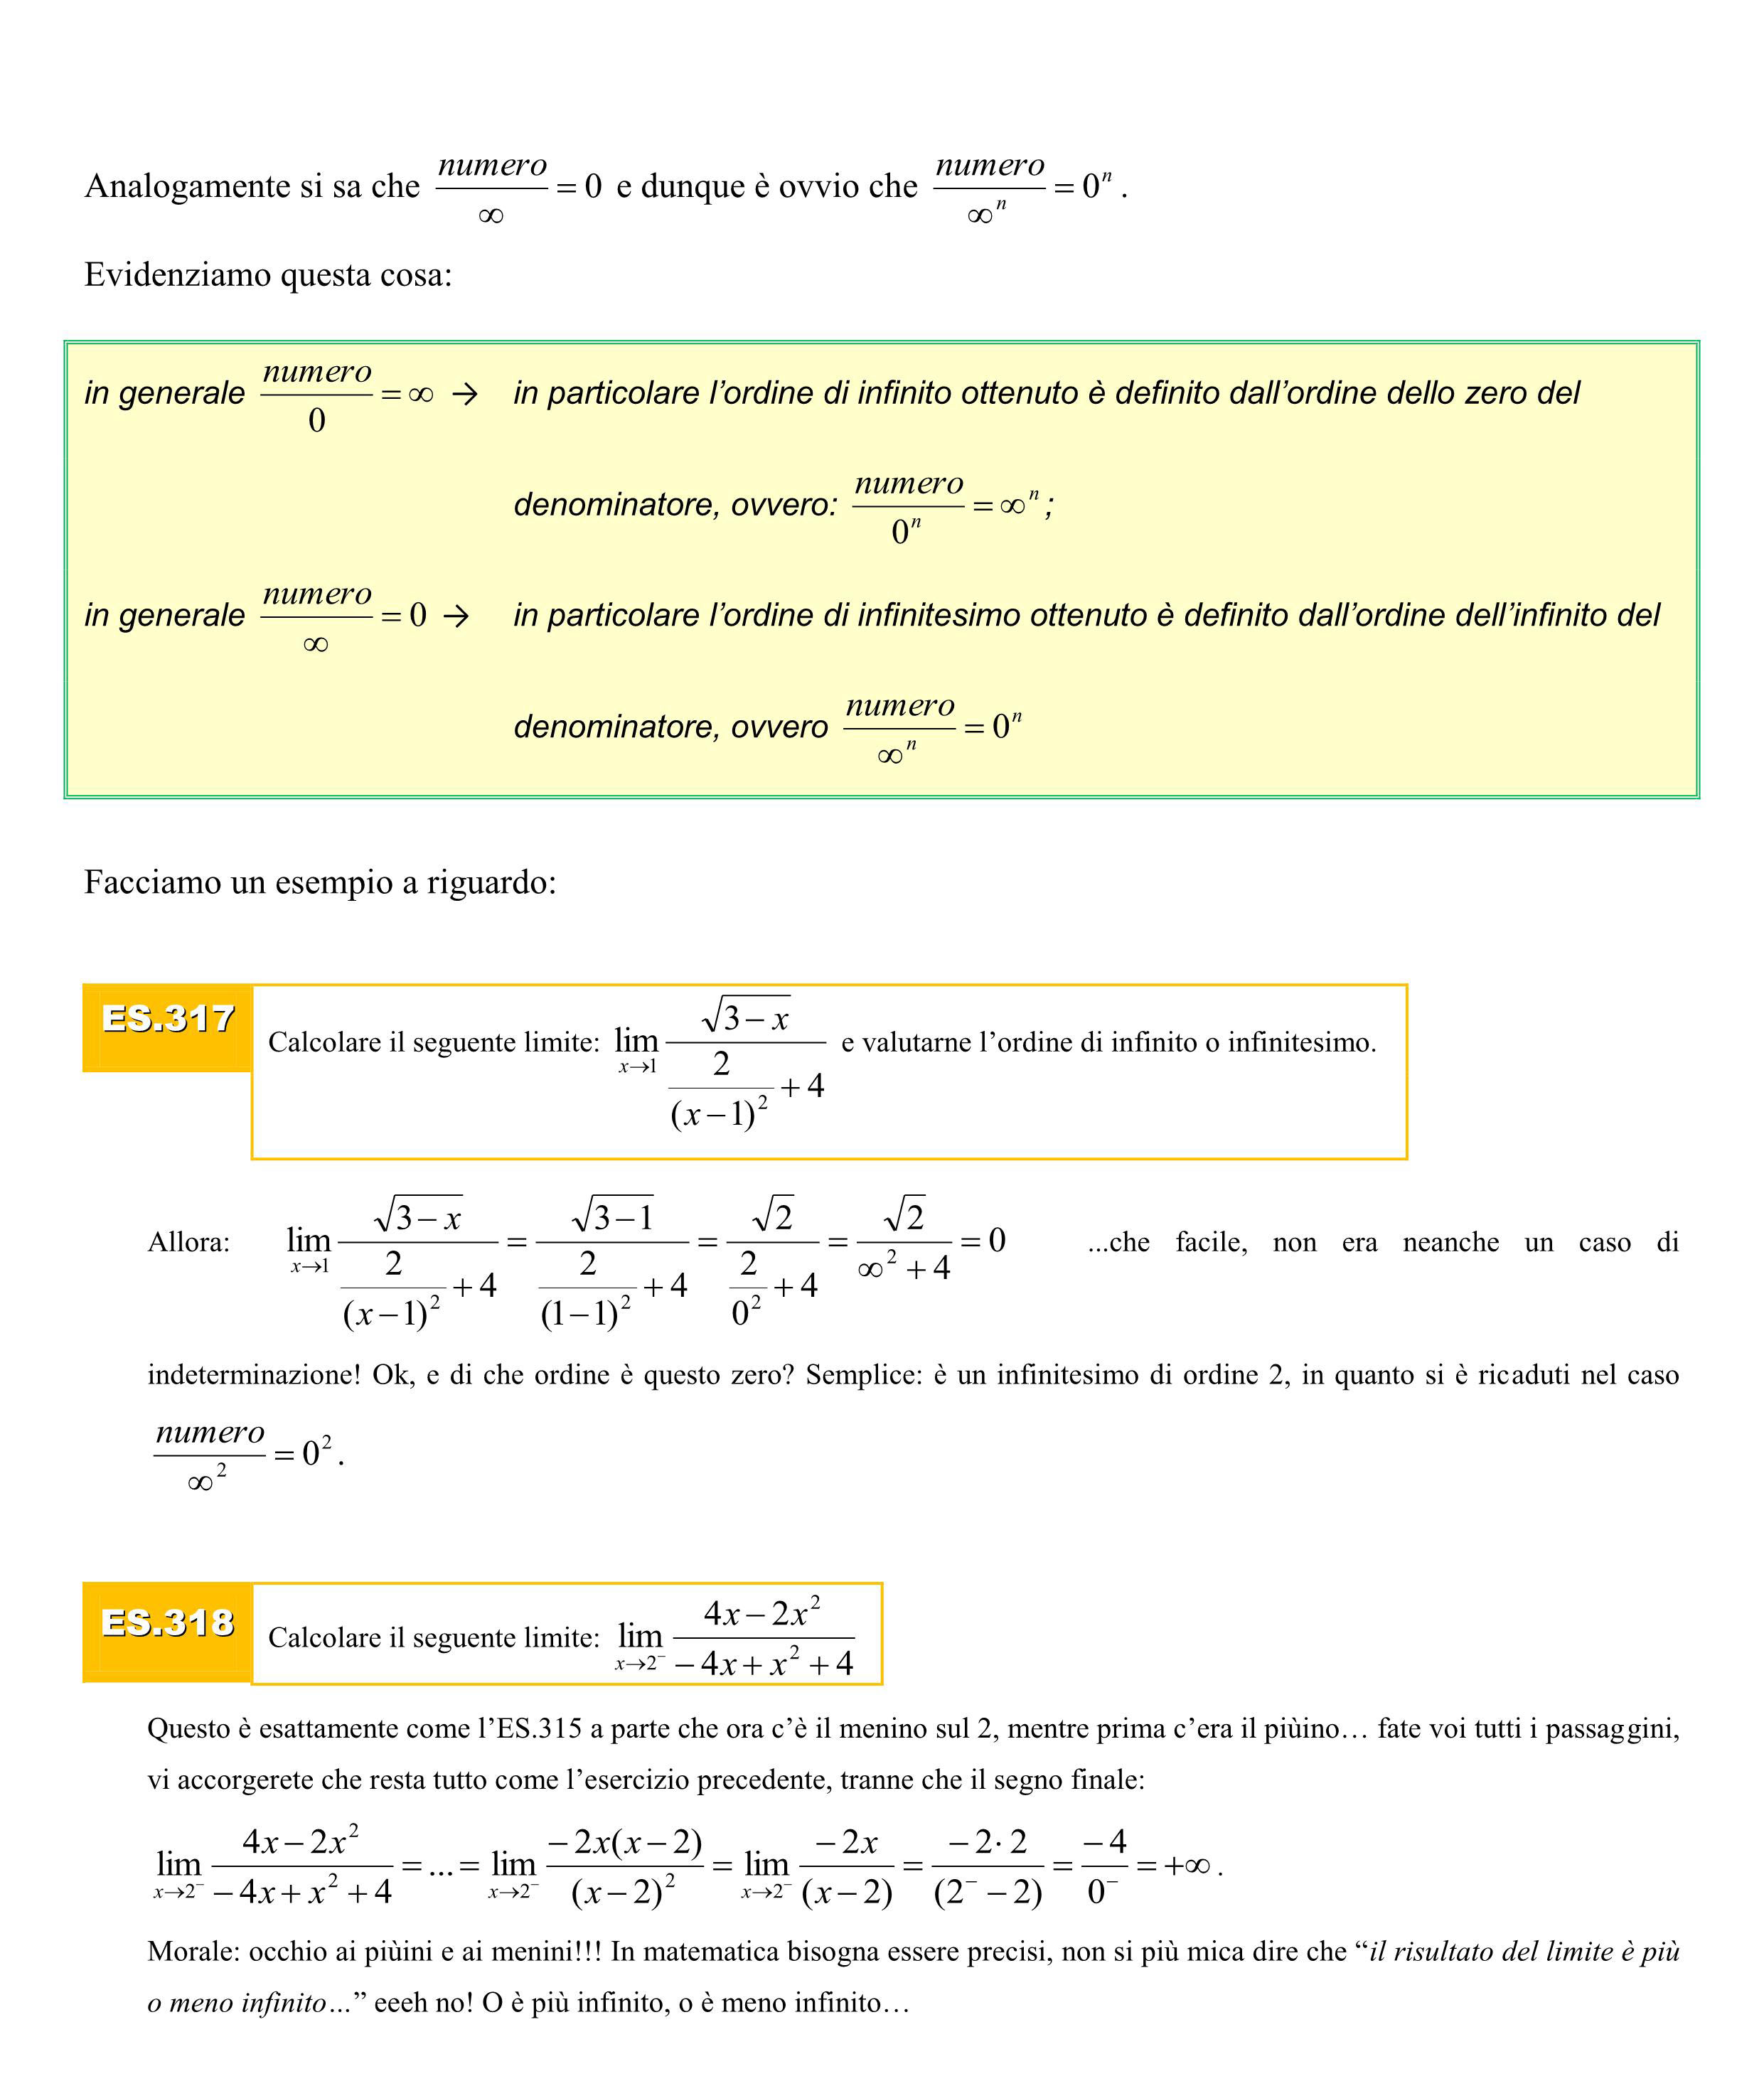 Analogamente si sa che $\frac{numero}{\infty} = 0$ e dunque è ovvio che $\frac{numero}{\infty^n} = 0^n$.
Evidenziamo questa cosa:
in generale $\frac{numero}{0} = \infty$ → in particolare l'ordine di infinito ottenuto è definito dall'ordine dello zero del
denominatore, ovvero: $\frac{numero}{0^n} = \infty^n$;
in generale $\frac{numero}{\infty} = 0$ → in particolare l'ordine di infinitesimo ottenuto è definito dall'ordine dell'infinito del
denominatore, ovvero $\frac{numero}{\infty^n} = 0^n$
Facciamo un esempio a riguardo:
ES.317 Calcolare il seguente limite: $\lim_{x \to 1} \frac{\sqrt{3-x}}{\frac{2}{(x-1)^2}+4}$ e valutarne l'ordine di infinito o infinitesimo.
Allora: $\lim_{x \to 1} \frac{\sqrt{3-x}}{\frac{2}{(x-1)^2}+4} = \frac{\sqrt{3-1}}{\frac{2}{(1-1)^2}+4} = \frac{\sqrt{2}}{\frac{2}{0^2}+4} = \frac{\sqrt{2}}{\infty^2+4} = 0$ ...che facile, non era neanche un caso di
indeterminazione! Ok, e di che ordine è questo zero? Semplice: è un infinitesimo di ordine 2, in quanto si è ricaduti nel caso
$\frac{numero}{\infty^2} = 0^2$.
ES.318 Calcolare il seguente limite: $\lim_{x \to 2^-} \frac{4x-2x^2}{-4x+x^2+4}$
Questo è esattamente come l'ES.315 a parte che ora c'è il menino sul 2, mentre prima c'era il piùino… fate voi tutti i passaggini,
vi accorgerete che resta tutto come l'esercizio precedente, tranne che il segno finale:
$\lim_{x \to 2^-} \frac{4x-2x^2}{-4x+x^2+4} = ... = \lim_{x \to 2^-} \frac{-2x(x-2)}{(x-2)^2} = \lim_{x \to 2^-} \frac{-2x}{(x-2)} = \frac{-2 \cdot 2}{(2^- -2)} = \frac{-4}{0^-} = +\infty$.
Morale: occhio ai piùini e ai menini!!! In matematica bisogna essere precisi, non si più mica dire che “il risultato del limite è più
o meno infinito…” eeeh no! O è più infinito, o è meno infinito…